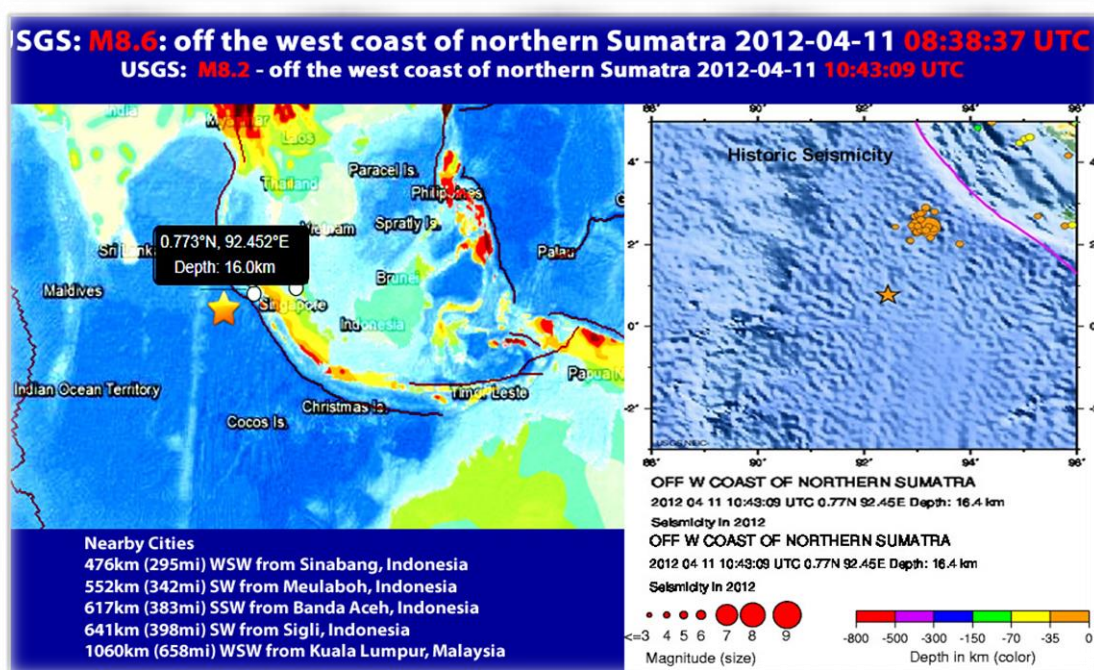 USGS: M8.6: off the west coast of northern Sumatra 2012-04-11 08:38:37 UTC
USGS: M8.2 - off the west coast of northern Sumatra 2012-04-11 10:43:09 UTC
India
Myanmar
Laos
Thailand
Paracel Is.
Philippines
Vietnam
Spratly Is.
Sri Lanka
0.773°N, 92.452°E
Depth: 16.0km
Palau
Brunei
Maldives
Singapore
Indonesia
Indian Ocean Territory
Christmas Is.
Timor-Leste
Papua N
Cocos Is.
Nearby Cities
476km (295mi) WSW from Sinabang, Indonesia
552km (342mi) SW from Meulaboh, Indonesia
617km (383mi) SSW from Banda Aceh, Indonesia
641km (398mi) SW from Sigli, Indonesia
1060km (658mi) WSW from Kuala Lumpur, Malaysia
88° 90° 92° 94° 96°
Historic Seismicity
4°
2°
0°
-2°
USGS NEIC
88° 90° 92° 94° 96°
OFF W COAST OF NORTHERN SUMATRA
2012 04 11 10:43:09 UTC 0.77N 92.45E Depth: 16.4 km
Seismicity in 2012
OFF W COAST OF NORTHERN SUMATRA
2012 04 11 10:43:09 UTC 0.77N 92.45E Depth: 16.4 km
Seismicity in 2012
<=3 4 5 6 7 8 9
Magnitude (size)
-800 -500 -300 -150 -70 -35 0
Depth in km (color)